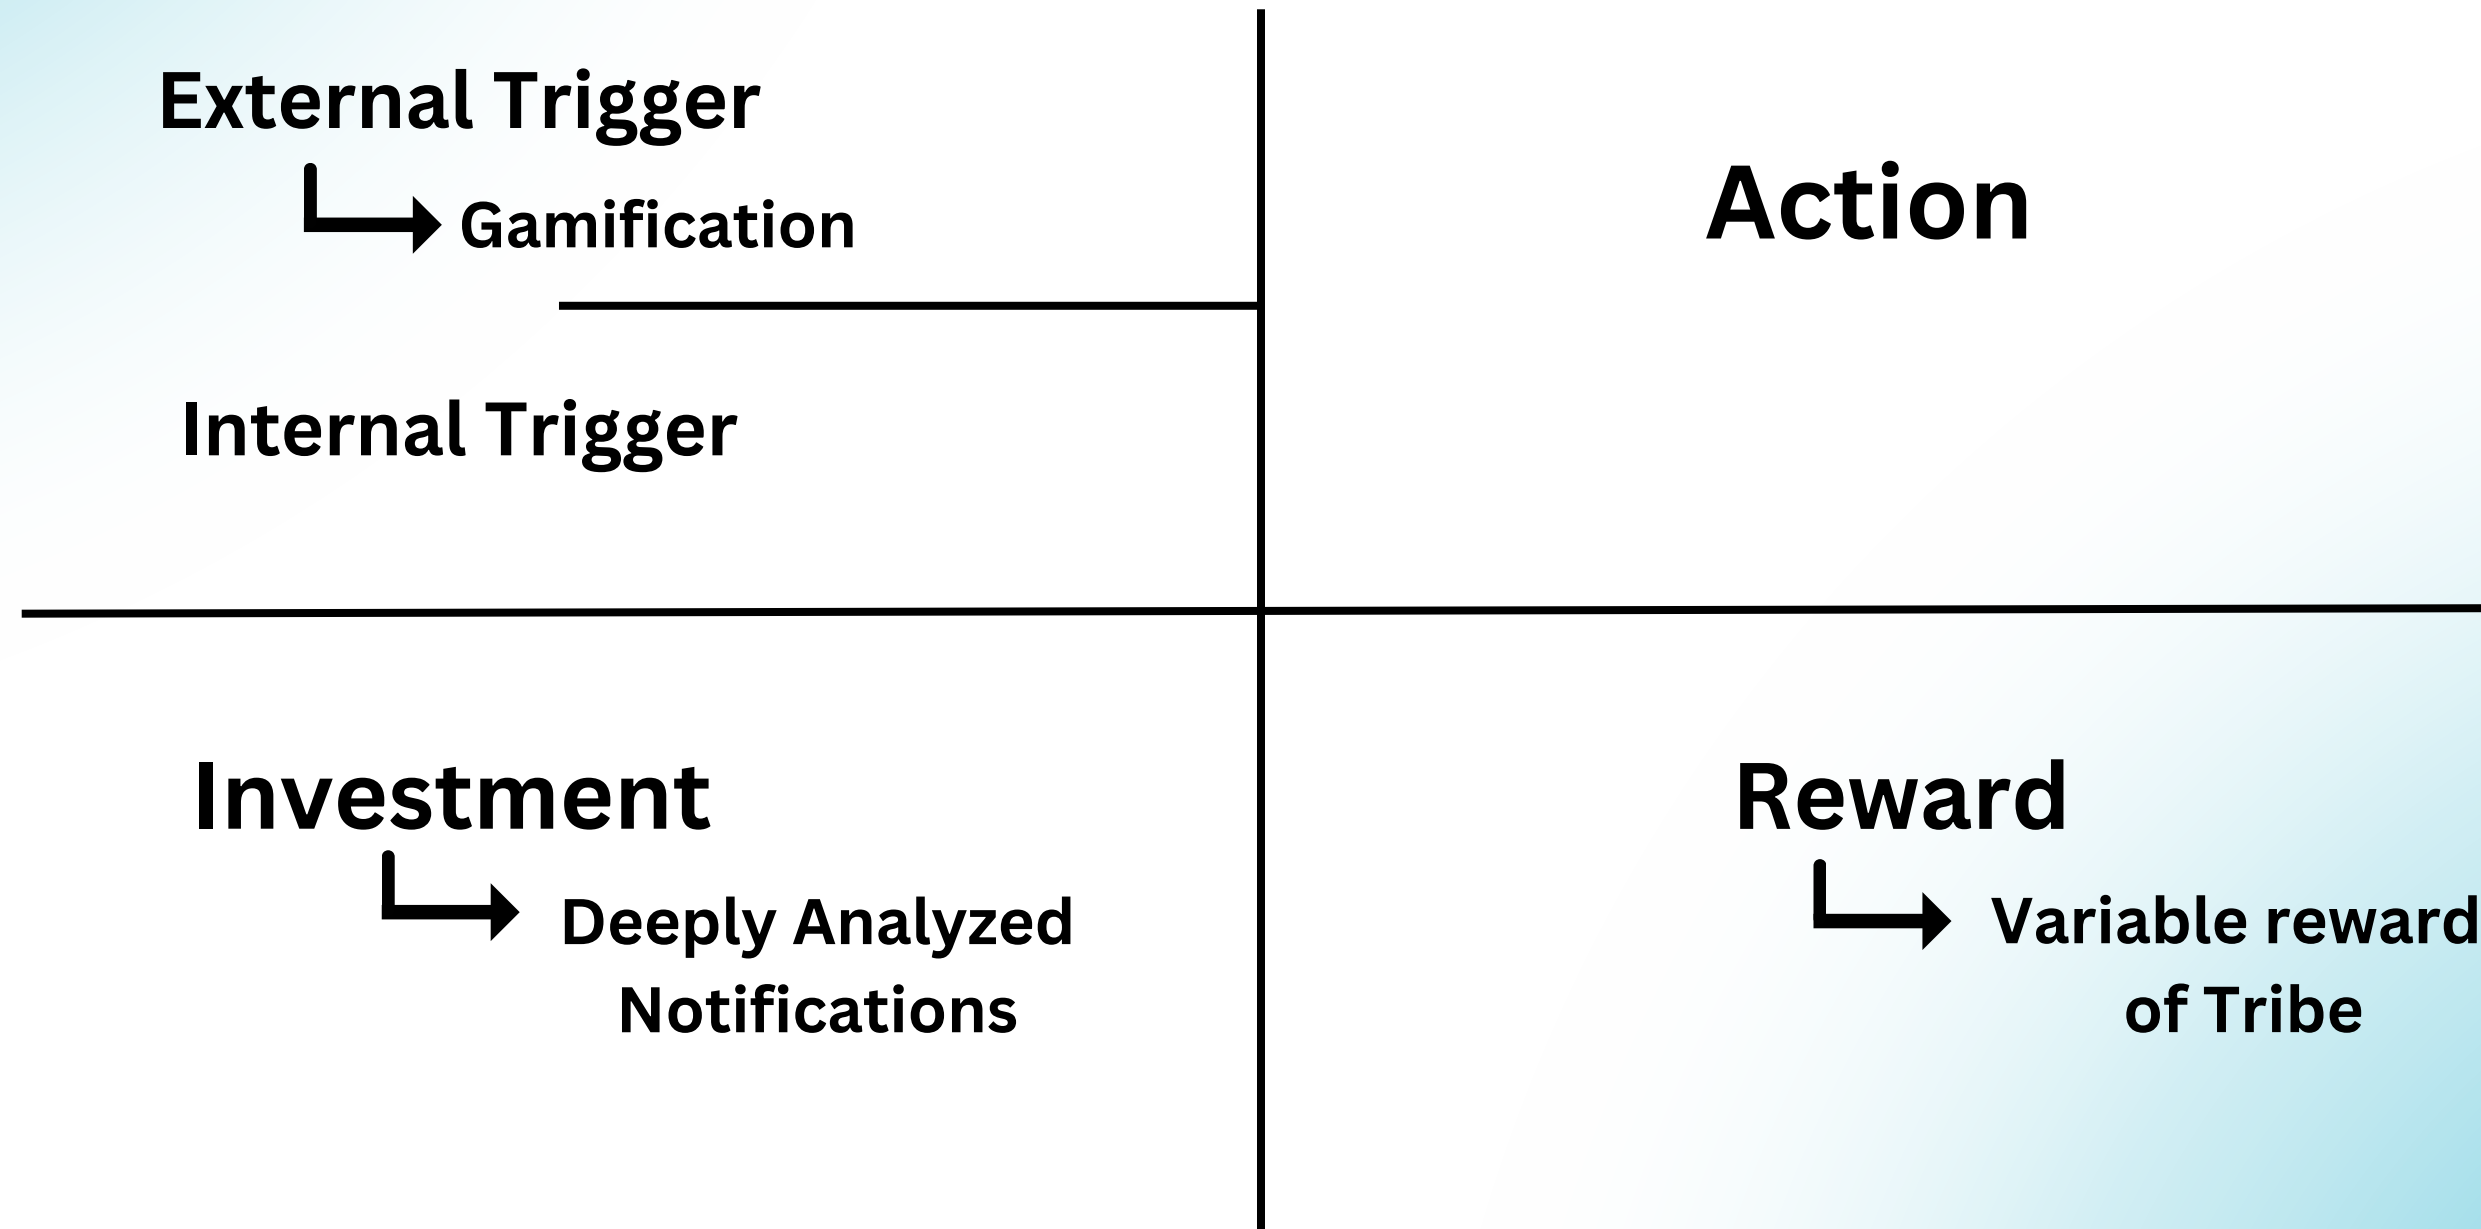 External Trigger
Gamification
Internal Trigger
Action
Investment
Deeply Analyzed
Notifications
Reward
Variable reward
of Tribe